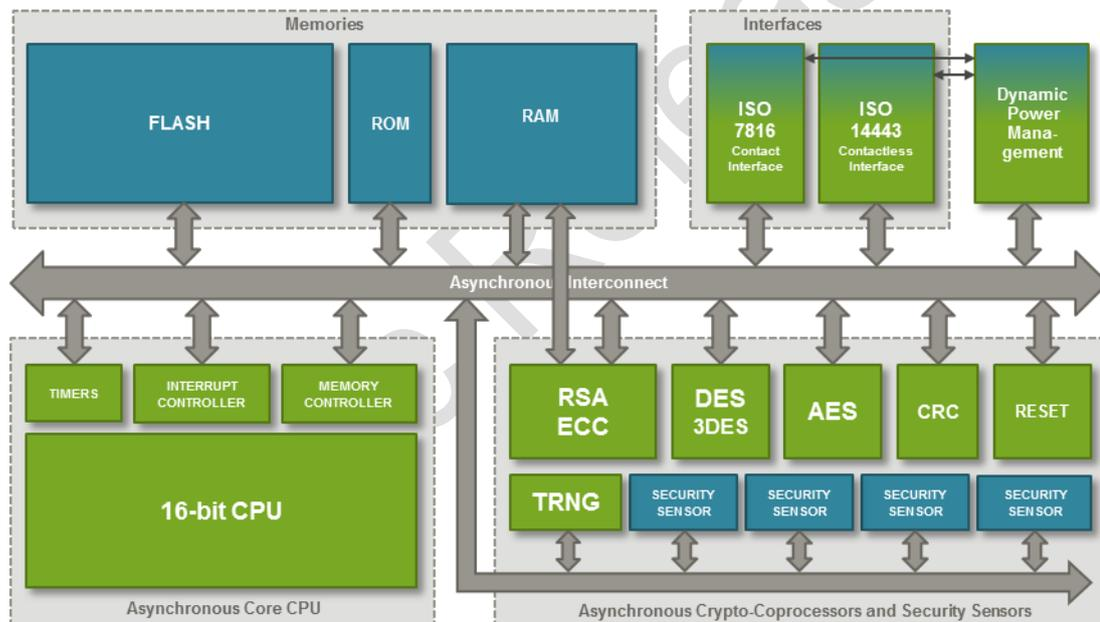 Memories
Interfaces
FLASH
ROM
RAM
ISO
7816
Contact
Interface
ISO
14443
Contactless
Interface
Dynamic
Power
Mana-
gement
Asynchronous Interconnect
TIMERS
INTERRUPT
CONTROLLER
MEMORY
CONTROLLER
16-bit CPU
Asynchronous Core CPU
RSA
ECC
DES
3DES
AES
CRC
RESET
TRNG
SECURITY
SENSOR
SECURITY
SENSOR
SECURITY
SENSOR
SECURITY
SENSOR
Asynchronous Crypto-Coprocessors and Security Sensors